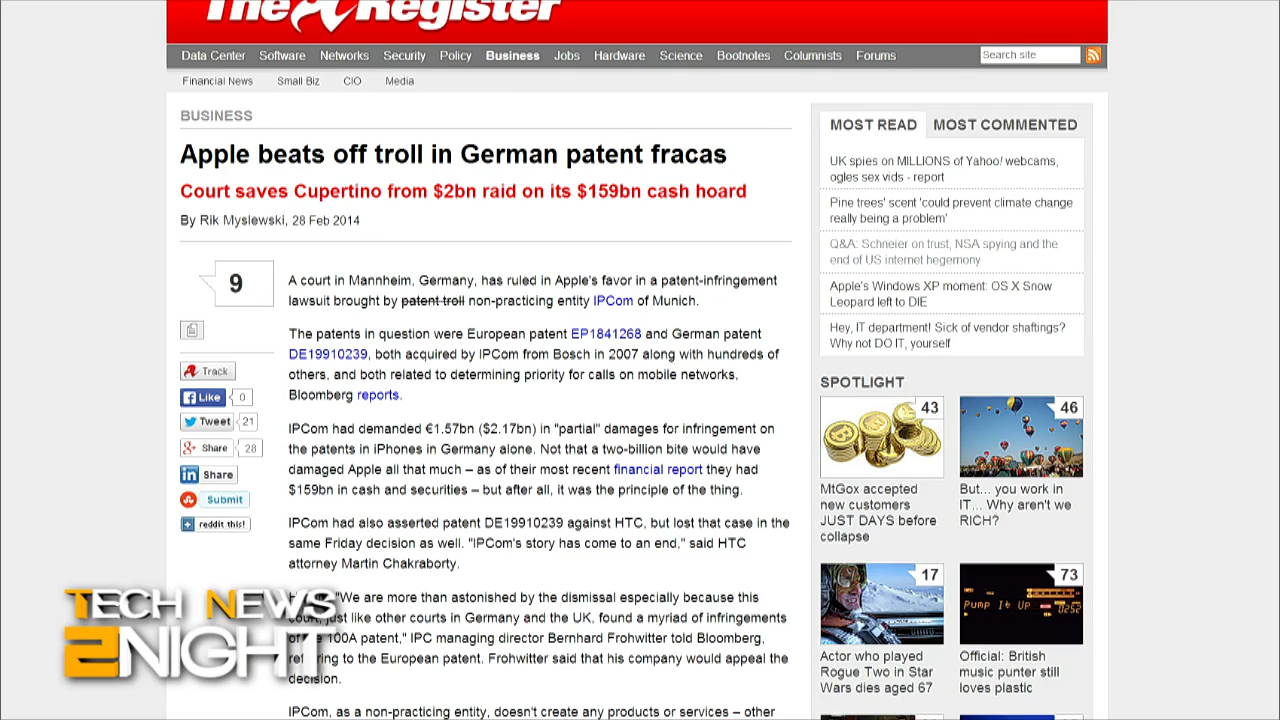 The Register
Data Center Software Networks Security Policy Business Jobs Hardware Science Bootnotes Columnists Forums Search site
Financial News Small Biz CIO Media
BUSINESS
Apple beats off troll in German patent fracas
Court saves Cupertino from $2bn raid on its $159bn cash hoard
By Rik Myslewski, 28 Feb 2014
9
A court in Mannheim, Germany, has ruled in Apple's favor in a patent-infringement
lawsuit brought by patent troll non-practicing entity IPCom of Munich.
The patents in question were European patent EP1841268 and German patent
DE19910239, both acquired by IPCom from Bosch in 2007 along with hundreds of
others, and both related to determining priority for calls on mobile networks,
Bloomberg reports.
IPCom had demanded €1.57bn ($2.17bn) in "partial" damages for infringement on
the patents in iPhones in Germany alone. Not that a two-billion bite would have
damaged Apple all that much – as of their most recent financial report they had
$159bn in cash and securities – but after all, it was the principle of the thing.
IPCom had also asserted patent DE19910239 against HTC, but lost that case in the
same Friday decision as well. "IPCom's story has come to an end," said HTC
attorney Martin Chakraborty.
"We are more than astonished by the dismissal especially because this
court, just like other courts in Germany and the UK, found a myriad of infringements
of the 100A patent," IPC managing director Bernhard Frohwitter told Bloomberg,
referring to the European patent. Frohwitter said that his company would appeal the
decision.
IPCom, as a non-practicing entity, doesn't create any products or services – other
Track
Like 0
Tweet 21
Share 28
Share
Submit
reddit this!
MOST READ MOST COMMENTED
UK spies on MILLIONS of Yahoo! webcams,
ogles sex vids - report
Pine trees' scent 'could prevent climate change
really being a problem'
Q&A: Schneier on trust, NSA spying and the
end of US internet hegemony
Apple's Windows XP moment: OS X Snow
Leopard left to DIE
Hey, IT department! Sick of vendor shaftings?
Why not DO IT, yourself
SPOTLIGHT
43
MtGox accepted
new customers
JUST DAYS before
collapse
46
But... you work in
IT... Why aren't we
RICH?
17
Actor who played
Rogue Two in Star
Wars dies aged 67
73
Pump It Up
Official: British
music punter still
loves plastic
TECH NEWS
2NIGHT